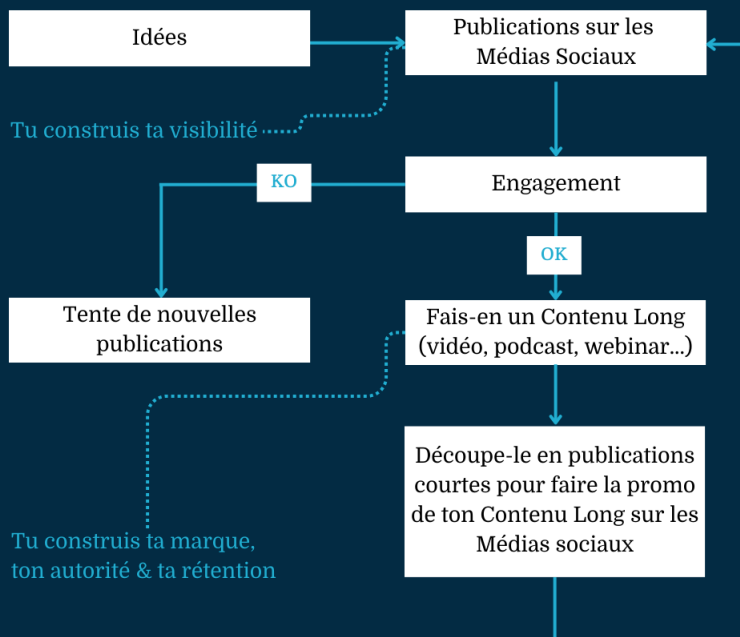 Idées
Publications sur les
Médias Sociaux
Tu construis ta visibilité
KO
Engagement
OK
Tente de nouvelles
publications
Fais-en un Contenu Long
(vidéo, podcast, webinar...)
Découpe-le en publications
courtes pour faire la promo
de ton Contenu Long sur les
Médias sociaux
Tu construis ta marque,
ton autorité & ta rétention